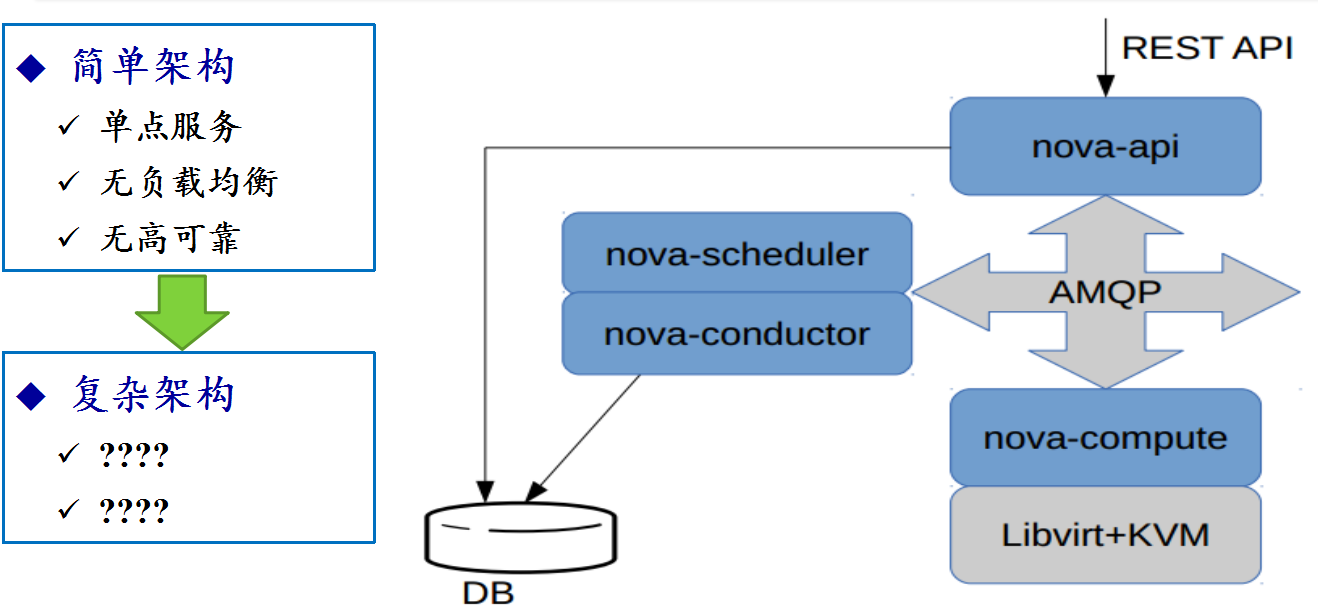 ◆ 简单架构
✓ 单点服务
✓ 无负载均衡
✓ 无高可靠
◆ 复杂架构
✓ ????
✓ ????
REST API
nova-api
nova-scheduler
nova-conductor
AMQP
nova-compute
Libvirt+KVM
DB